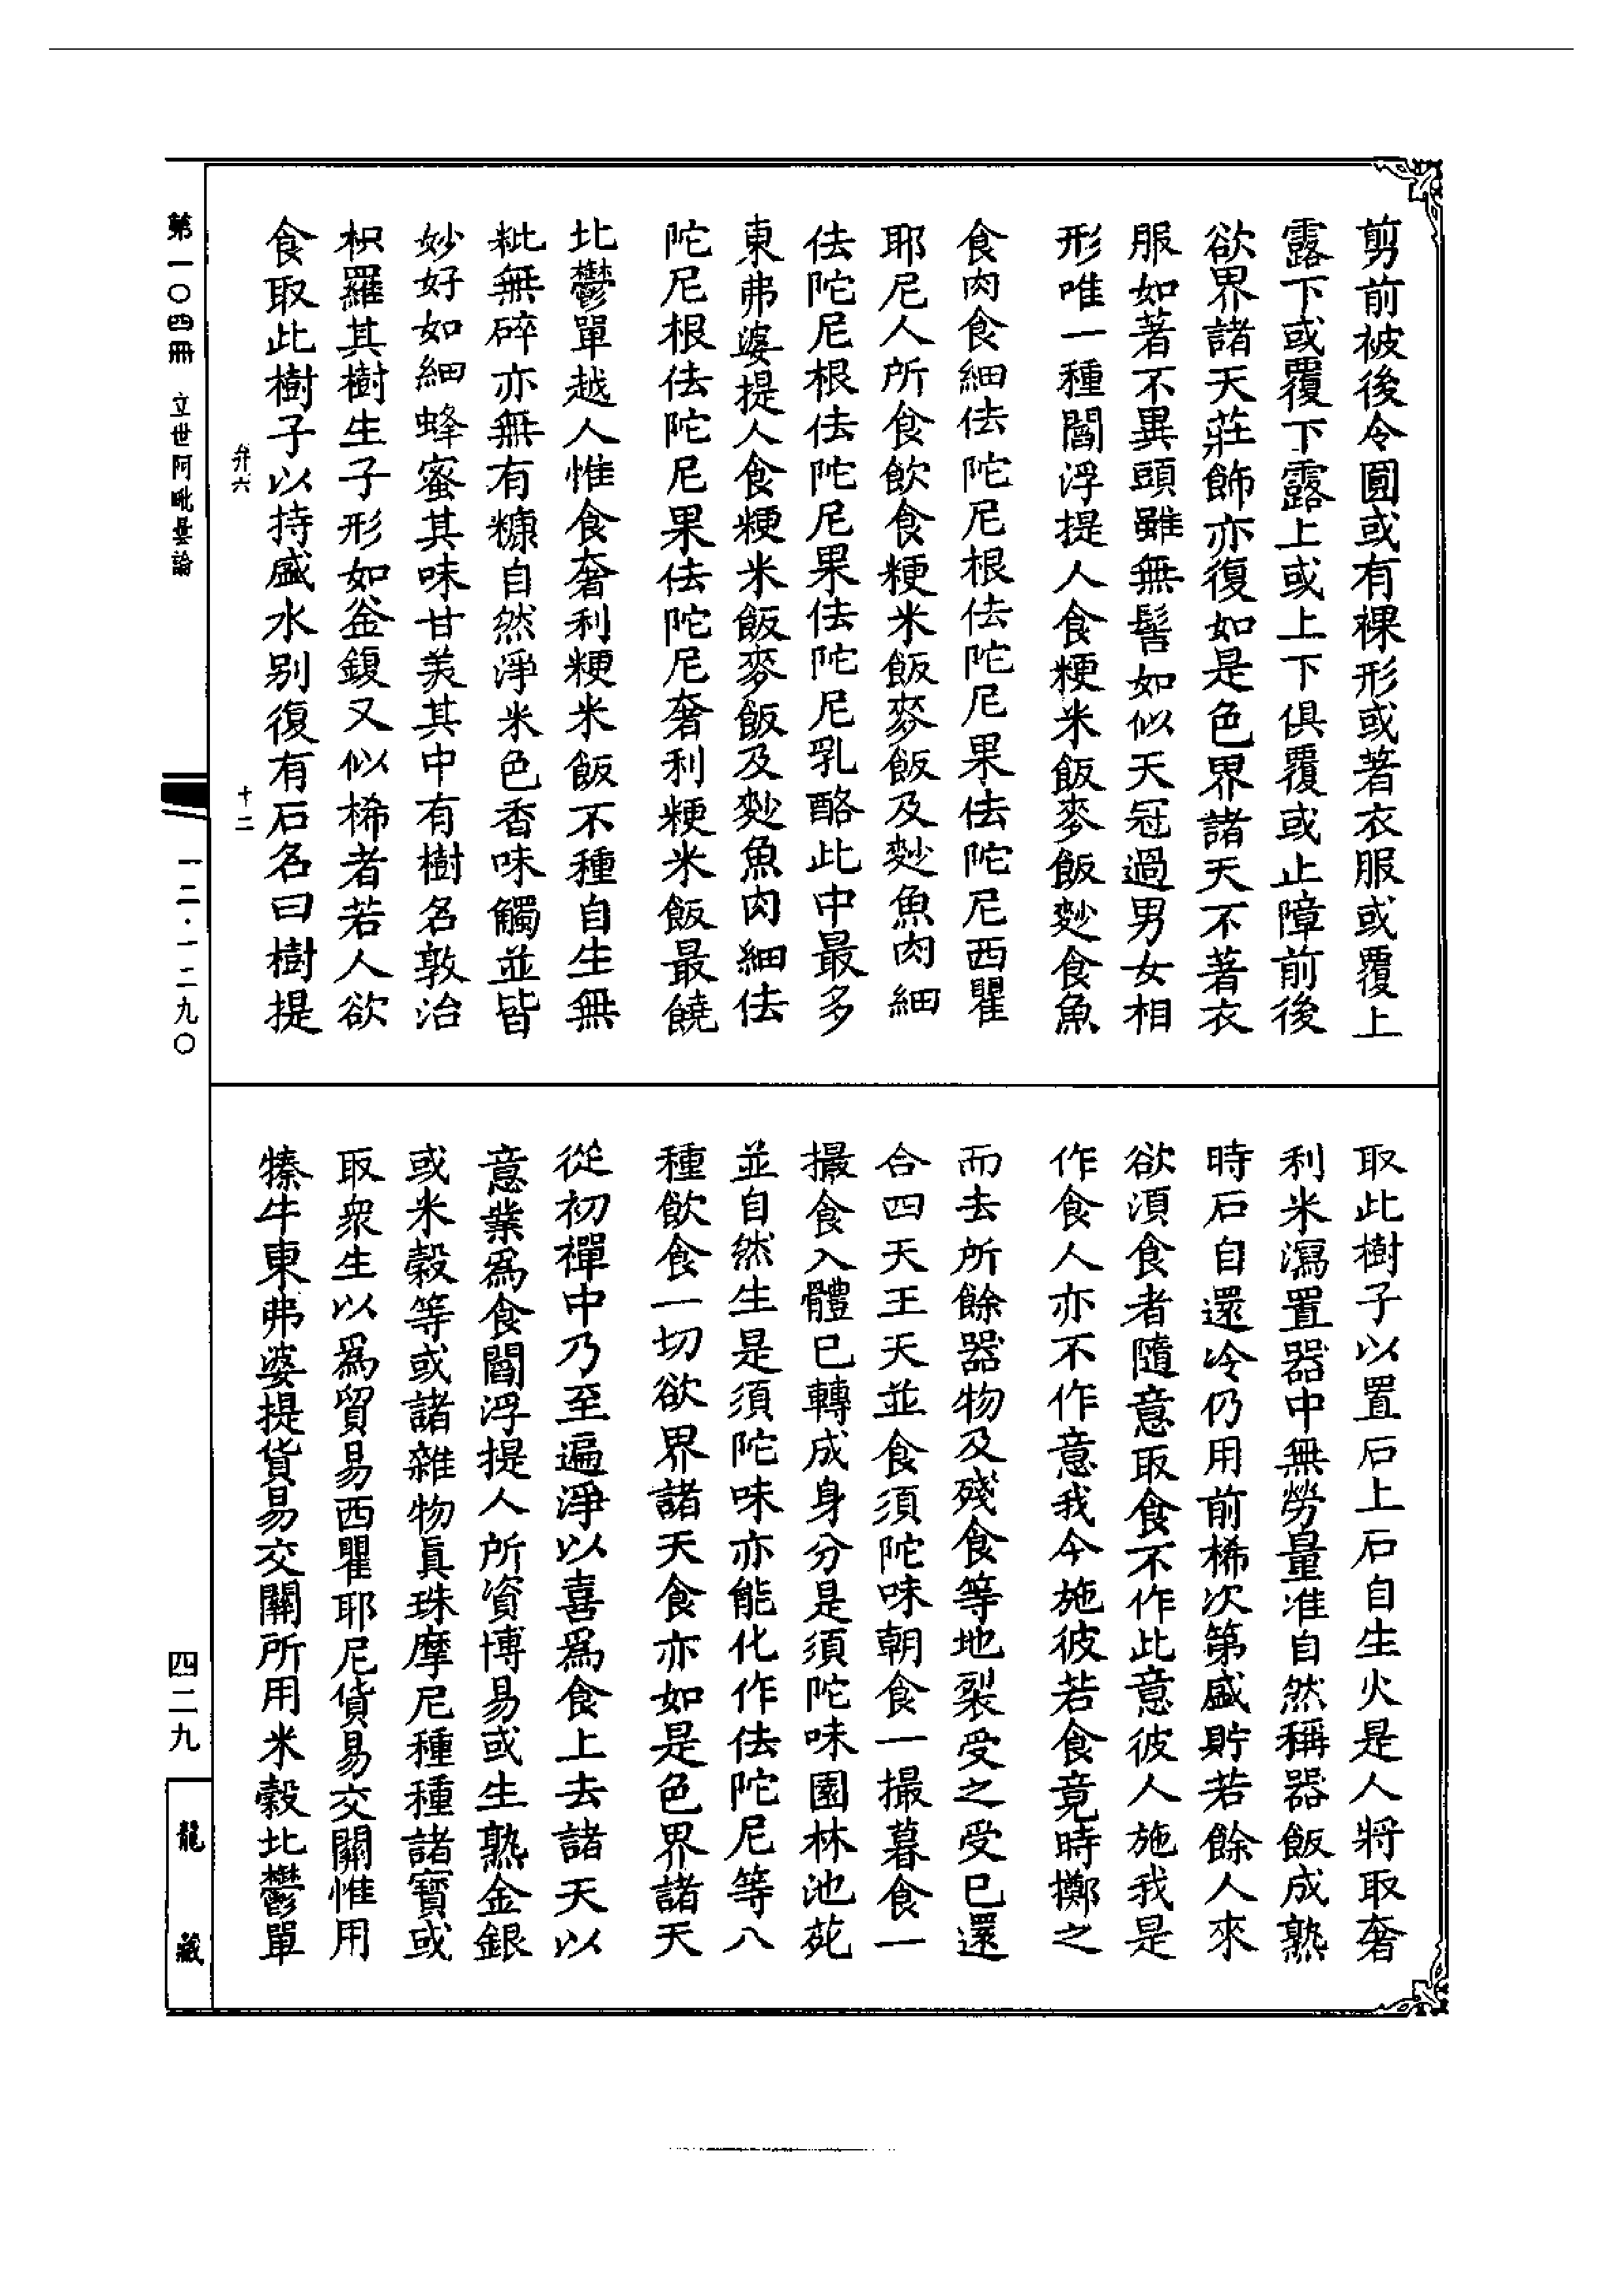 剪前被後令圓或有裸形或著衣服或覆上
露下或覆下露上或上下俱覆或止障前後
欲界諸天莊飾亦復如是色界諸天不著衣
服如著不異頭雖無髻如似天冠過男女相
形唯一種閻浮提人食粳米飯麥飯麨食魚
食肉食細佉陀尼根佉陀尼果佉陀尼西瞿
耶尼人所食飲食粳米飯麥飯及麨魚肉細
佉陀尼根佉陀尼果佉陀尼乳酪此中最多
東弗婆提人食粳米飯麥飯及麨魚肉細佉
陀尼根佉陀尼果佉陀尼奢利粳米飯最饒
北鬱單越人惟食奢利粳米飯不種自生無
粃無碎亦無有糠自然淨米色香味觸並皆
妙好如細蜂蜜其味甘美其中有樹名敦治
枳羅其樹生子形如釜鍑又似桸者若人欲
食取此樹子以持盛水别復有石名曰樹提
弁六
十二
第一〇四冊 立世阿毗曇論
一二·一二九〇
取此樹子以置石上石自生火是人將取奢
利米瀉置器中無勞量准自然稱器飯成熟
時石自還冷仍用前桸次第盛貯若餘人來
欲湏食者隨意取食不作此意彼人施我是
作食人亦不作意我今施彼若食竟時擲之
而去所餘器物及殘食等地裂受之受已還
合四天王天並食須陀味朝食一撮暮食一
撮食入體已轉成身分是須陀味園林池苑
並自然生是須陀味亦能化作佉陀尼等八
種飲食一切欲界諸天食亦如是色界諸天
從初禪中乃至遍淨以喜爲食上去諸天以
意業爲食閻浮提人所資博易或生熟金銀
或米穀等或諸雜物真珠摩尼種種諸寳或
取衆生以爲貿易西瞿耶尼貨易交關惟用
㹎牛東弗婆提貨易交關所用米穀北鬱單
四二九
龍藏